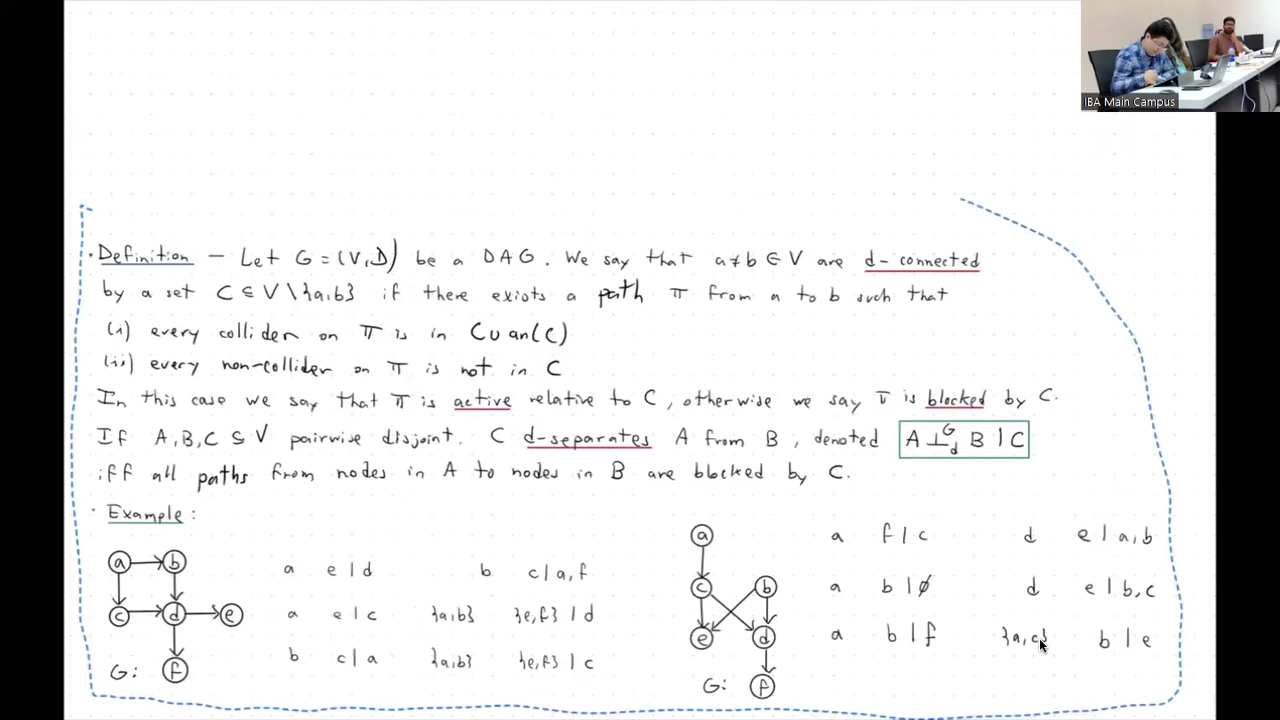 IBA Main Campus
· Definition — Let G = (V,D) be a DAG. We say that a ≠ b ∈ V are d-connected
by a set C ⊆ V \ {a,b} if there exists a path π from a to b such that
(i) every collider on π is in C ∪ an(C)
(ii) every non-collider on π is not in C
In this case we say that π is active relative to C, otherwise we say π is blocked by C.
If A,B,C ⊆ V pairwise disjoint. C d-separates A from B, denoted A ⊥_d^G B | C
iff all paths from nodes in A to nodes in B are blocked by C.
· Example:
a b c d e f
G:
a e | d
b c | a,f
a e | c
{a,b} {e,f} | d
b c | a
{a,b} {e,f} | c
a c b e d f
G:
a f | c
d e | a,b
a b | ∅
d e | b,c
a b | f
{a,c} b | e